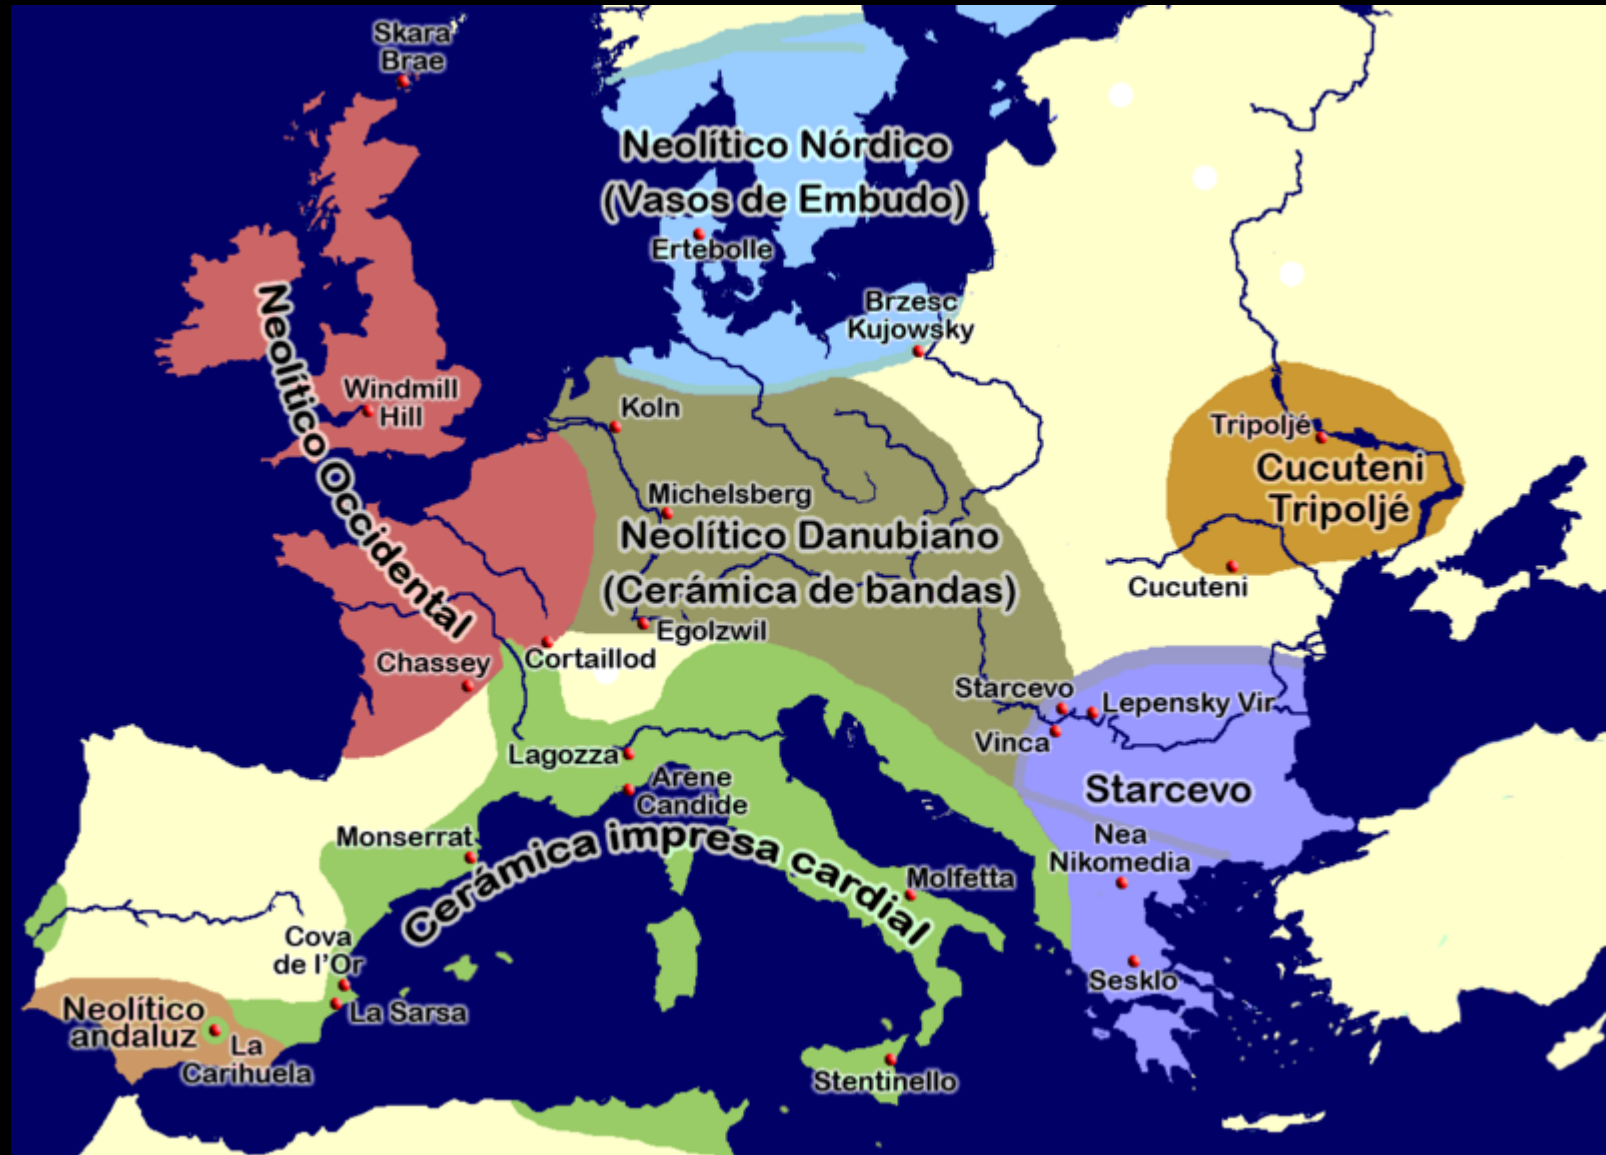 Skara
Brae
Neolítico Nórdico
(Vasos de Embudo)
Ertebolle
Brzesc
Kujowsky
Neolítico Occidental
Windmill
Hill
Koln
Tripoljé
Cucuteni
Tripoljé
Michelsberg
Neolítico Danubiano
(Cerámica de bandas)
Cucuteni
Egolzwil
Chassey
Cortaillod
Starcevo
Lepensky Vir
Vinca
Lagozza
Arene
Candide
Starcevo
Monserrat
Cerámica impresa cardial
Nea
Nikomedia
Molfetta
Cova
de l'Or
Sesklo
Neolítico
andaluz
La Sarsa
La
Carihuela
Stentinello